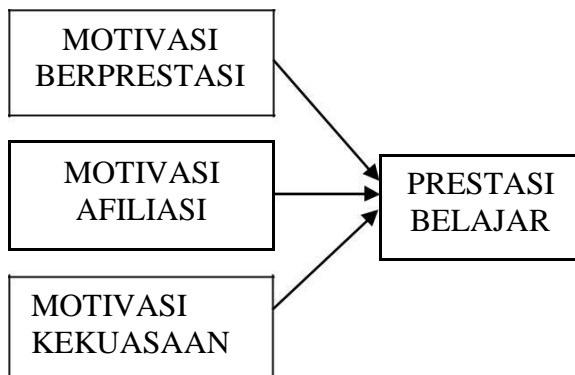 MOTIVASI
BERPRESTASI
MOTIVASI
AFILIASI
PRESTASI
BELAJAR
MOTIVASI
KEKUASAAN